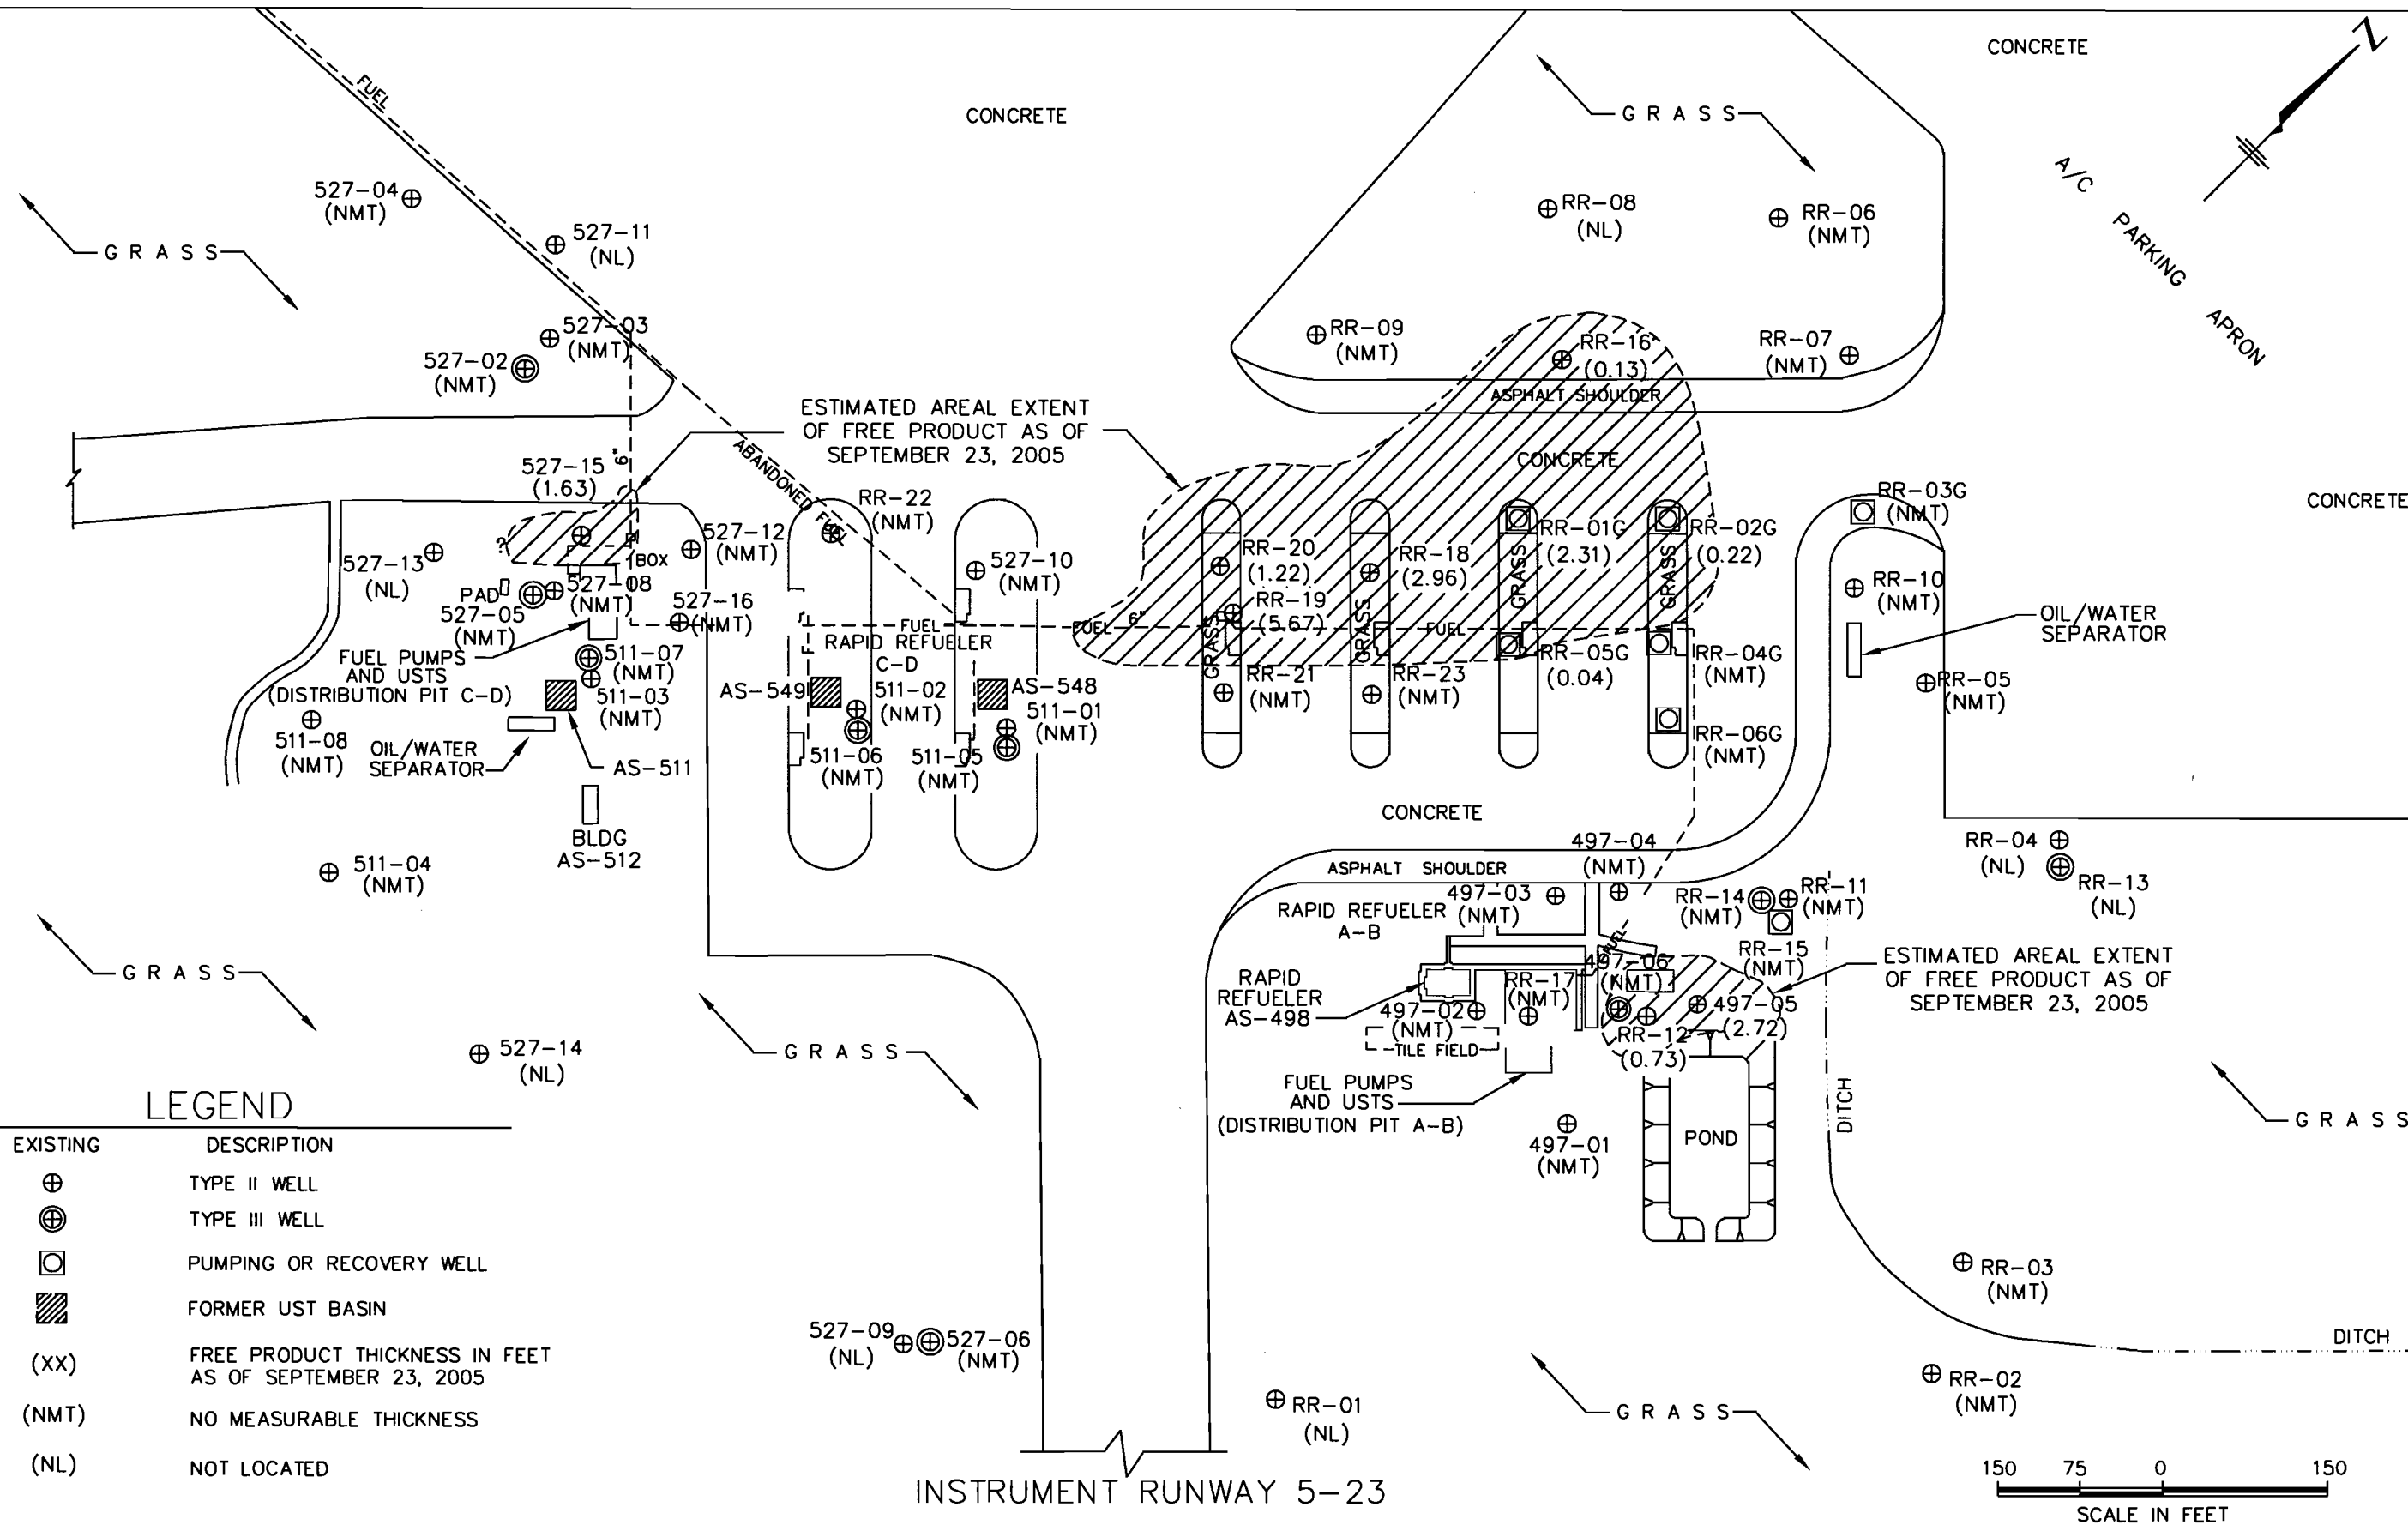 CONCRETE
Z
FUEL
CONCRETE
G R A S S
A/C PARKING APRON
527-04
(NMT)
527-11
(NL)
RR-08
(NL)
RR-06
(NMT)
G R A S S
527-03
(NMT)
527-02
(NMT)
RR-09
(NMT)
RR-16
(0.13)
RR-07
(NMT)
ASPHALT SHOULDER
ESTIMATED AREAL EXTENT
OF FREE PRODUCT AS OF
SEPTEMBER 23, 2005
ABANDONED FUEL
6"
527-15
(1.63)
CONCRETE
RR-22
(NMT)
RR-03G
(NMT)
CONCRETE
527-12
(NMT)
527-13
(NL)
?
BOX
527-10
(NMT)
RR-20
(1.22)
RR-18
(2.96)
RR-01G
(2.31)
RR-02G
(0.22)
GRASS
GRASS
RR-10
(NMT)
PAD
527-08
(NMT)
527-05
(NMT)
527-16
(NMT)
RR-19
(5.67)
OIL/WATER
SEPARATOR
FUEL
FUEL
6"
FUEL
RAPID REFUELER
C-D
GRASS
GRASS
FUEL PUMPS
AND USTS
(DISTRIBUTION PIT C-D)
511-07
(NMT)
511-03
(NMT)
AS-549
511-02
(NMT)
AS-548
511-01
(NMT)
RR-21
(NMT)
RR-23
(NMT)
RR-05G
(0.04)
RR-04G
(NMT)
RR-05
(NMT)
511-08
(NMT)
OIL/WATER
SEPARATOR
AS-511
511-06
(NMT)
511-05
(NMT)
RR-06G
(NMT)
BLDG
AS-512
CONCRETE
511-04
(NMT)
497-04
(NMT)
RR-04
(NL)
ASPHALT SHOULDER
RR-13
(NL)
497-03
(NMT)
RR-14
(NMT)
RR-11
(NMT)
RAPID REFUELER
A-B
FUEL
RR-15
(NMT)
ESTIMATED AREAL EXTENT
OF FREE PRODUCT AS OF
SEPTEMBER 23, 2005
G R A S S
RAPID
REFUELER
AS-498
RR-17
(NMT)
497-06
(NMT)
497-02
(NMT)
497-05
(2.72)
RR-12
(0.73)
TILE FIELD
G R A S S
527-14
(NL)
FUEL PUMPS
AND USTS
(DISTRIBUTION PIT A-B)
DITCH
G R A S S
497-01
(NMT)
POND
LEGEND
EXISTING DESCRIPTION
TYPE II WELL
TYPE III WELL
PUMPING OR RECOVERY WELL
FORMER UST BASIN
(XX) FREE PRODUCT THICKNESS IN FEET
AS OF SEPTEMBER 23, 2005
(NMT) NO MEASURABLE THICKNESS
(NL) NOT LOCATED
RR-03
(NMT)
527-09
(NL)
527-06
(NMT)
DITCH
RR-02
(NMT)
RR-01
(NL)
G R A S S
INSTRUMENT RUNWAY 5-23
150 75 0 150
SCALE IN FEET